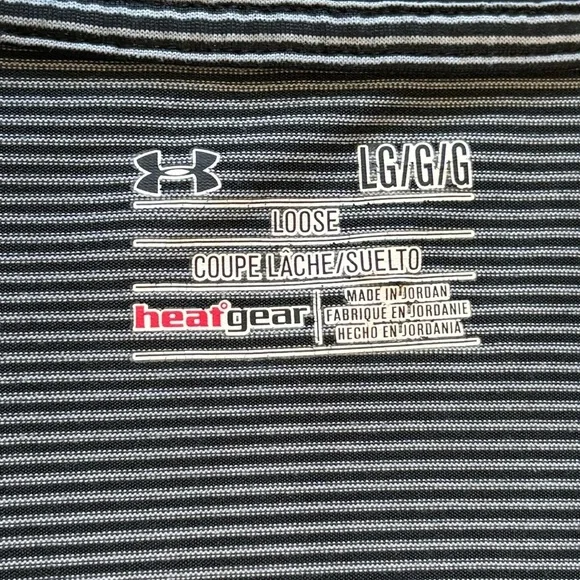 LG/G/G
LOOSE
COUPE LÂCHE/SUELTO
heatgear
MADE IN JORDAN
FABRIQUÉ EN JORDANIE
HECHO EN JORDANIA